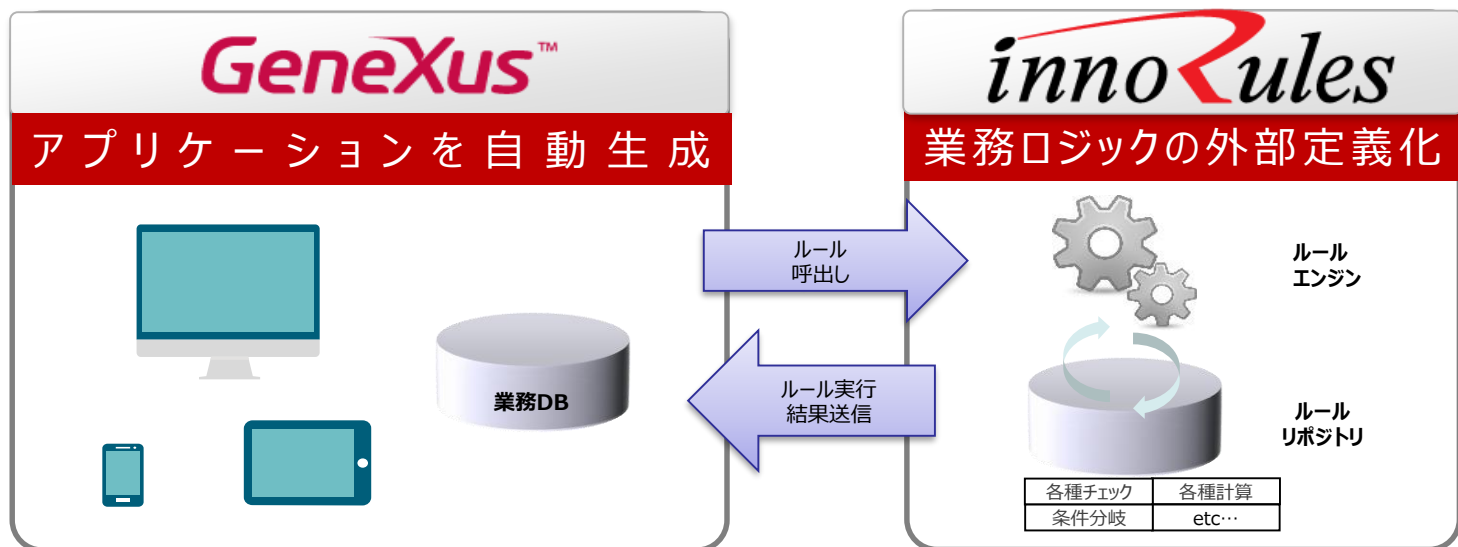 GeneXus™
アプリケーションを自動生成
業務DB
ルール
呼出し
ルール実行
結果送信
innoRules
業務ロジックの外部定義化
ルール
エンジン
ルール
リポジトリ
各種チェック 各種計算
条件分岐 etc…